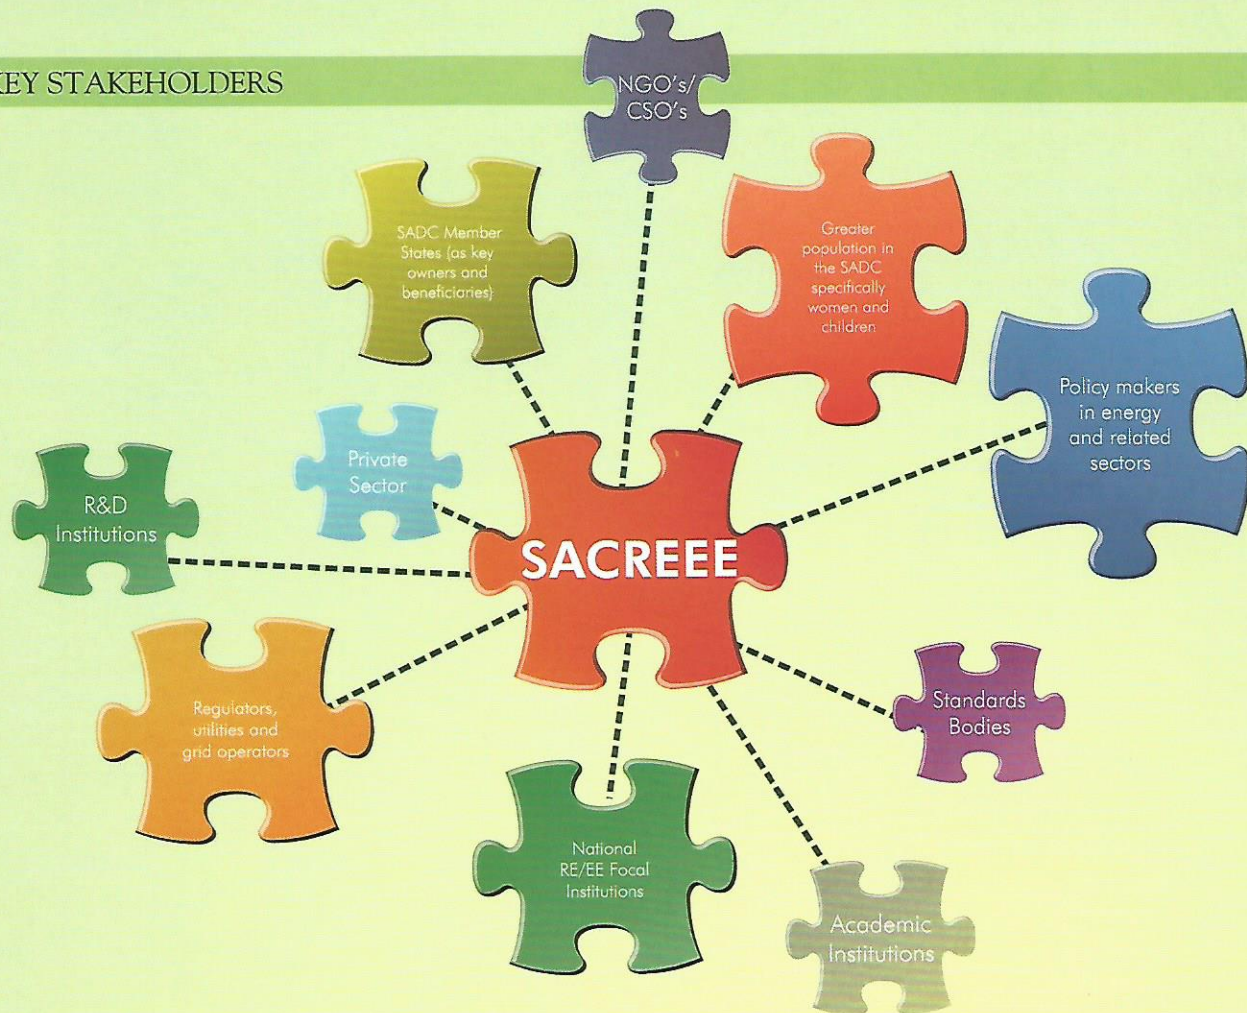 KEY STAKEHOLDERS
NGO's/
CSO's
SADC Member
States (as key
owners and
beneficiaries)
Greater
population in
the SADC
specifically
women and
children
Policy makers
in energy
and related
sectors
Private
Sector
R&D
Institutions
SACREEE
Regulators,
utilities and
grid operators
Standards
Bodies
National
RE/EE Focal
Institutions
Academic
Institutions